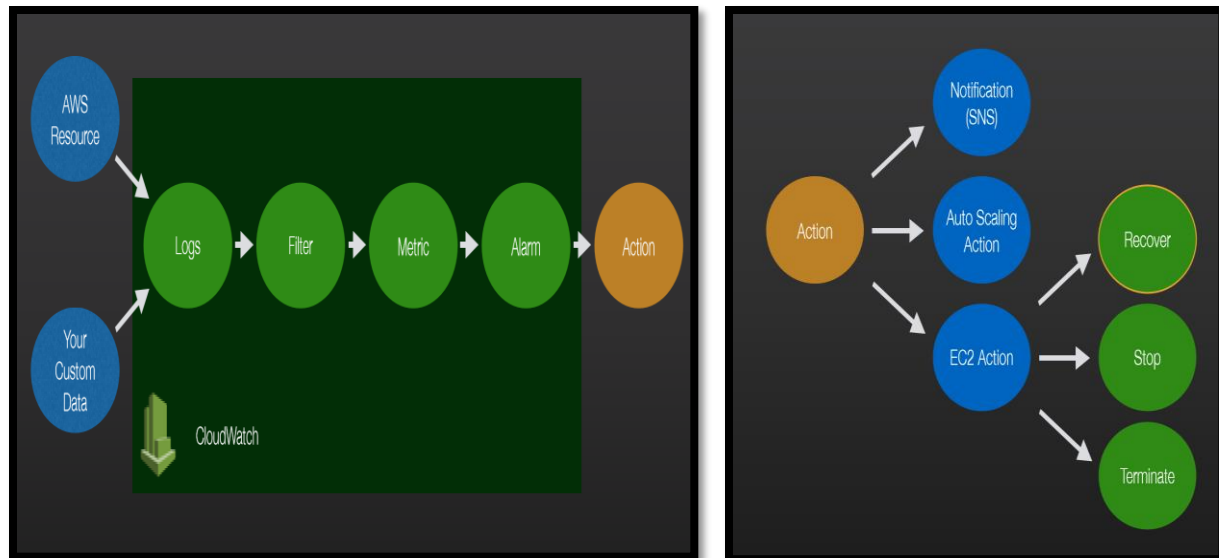 AWS
Resource
Logs
Filter
Metric
Alarm
Action
Your
Custom
Data
CloudWatch
Notification
(SNS)
Action
Auto Scaling
Action
Recover
EC2 Action
Stop
Terminate